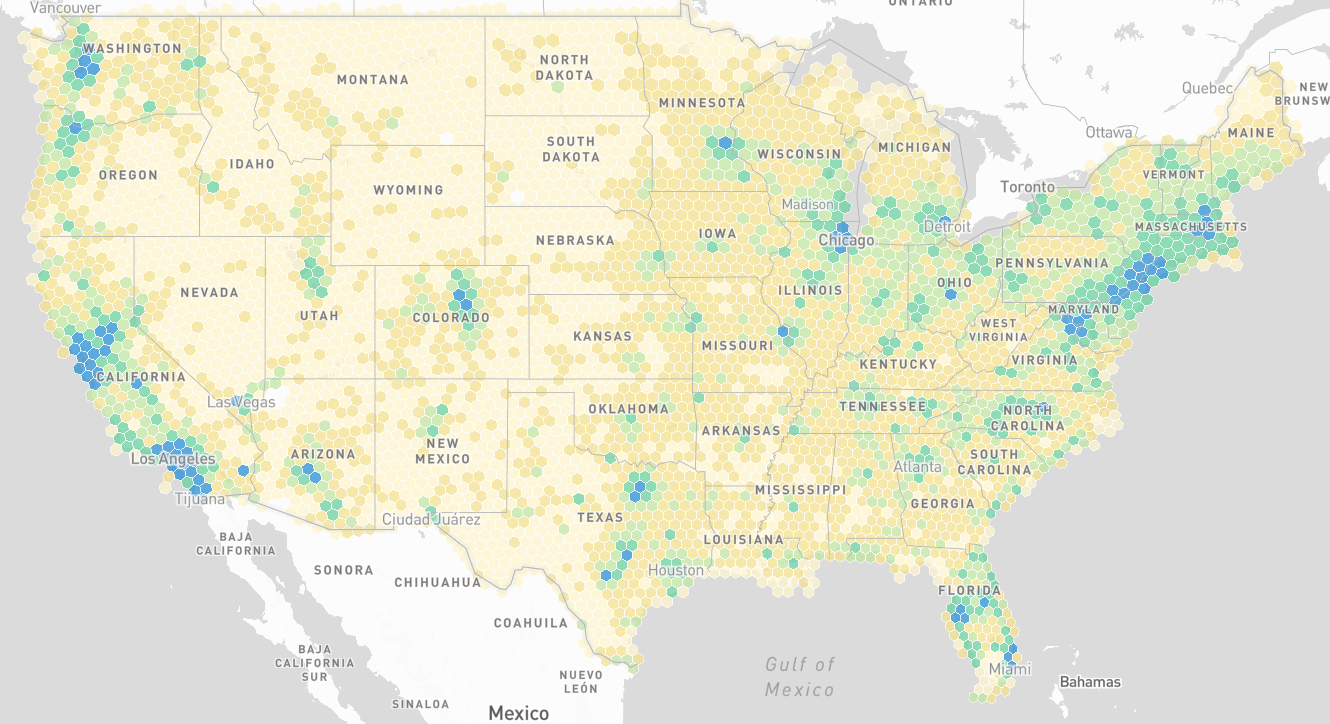 ONTARIO
Vancouver
WASHINGTON
MONTANA
NORTH
DAKOTA
MINNESOTA
Quebec
NEW
BRUNSW
Ottawa
MAINE
OREGON
IDAHO
SOUTH
DAKOTA
WISCONSIN
MICHIGAN
VERMONT
WYOMING
Toronto
Madison
MASSACHUSETTS
NEBRASKA
IOWA
Chicago
Detroit
NEVADA
ILLINOIS
OHIO
PENNSYLVANIA
UTAH
COLORADO
MARYLAND
KANSAS
MISSOURI
WEST
VIRGINIA
CALIFORNIA
KENTUCKY
VIRGINIA
Las Vegas
OKLAHOMA
TENNESSEE
NORTH
CAROLINA
ARKANSAS
Los Angeles
ARIZONA
NEW
MEXICO
Atlanta
SOUTH
CAROLINA
Tijuana
MISSISSIPPI
GEORGIA
Ciudad Juárez
TEXAS
LOUISIANA
BAJA
CALIFORNIA
SONORA
CHIHUAHUA
Houston
FLORIDA
COAHUILA
BAJA
CALIFORNIA
SUR
Gulf of
Mexico
Miami
Bahamas
NUEVO
LEÓN
SINALOA
Mexico